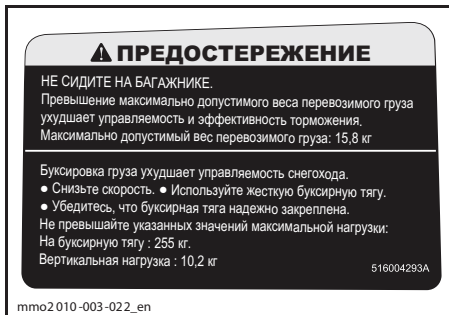 ⚠ ПРЕДОСТЕРЕЖЕНИЕ
НЕ СИДИТЕ НА БАГАЖНИКЕ.
Превышение максимально допустимого веса перевозимого груза
ухудшает управляемость и эффективность торможения.
Максимально допустимый вес перевозимого груза: 15,8 кг
Буксировка груза ухудшает управляемость снегохода.
● Снизьте скорость. ● Используйте жесткую буксирную тягу.
● Убедитесь, что буксирная тяга надежно закреплена.
Не превышайте указанных значений максимальной нагрузки:
На буксирную тягу : 255 кг.
Вертикальная нагрузка : 10,2 кг
516004293A
mmo2010-003-022_en